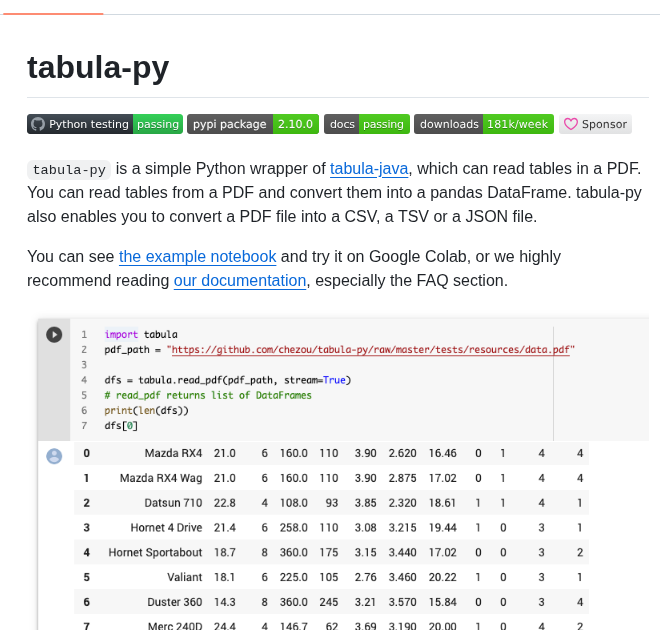 tabula-py
Python testing passing pypi package 2.10.0 docs passing downloads 181k/week Sponsor
tabula-py is a simple Python wrapper of tabula-java, which can read tables in a PDF.
You can read tables from a PDF and convert them into a pandas DataFrame. tabula-py
also enables you to convert a PDF file into a CSV, a TSV or a JSON file.
You can see the example notebook and try it on Google Colab, or we highly
recommend reading our documentation, especially the FAQ section.
1 import tabula
2 pdf_path = "https://github.com/chezou/tabula-py/raw/master/tests/resources/data.pdf"
3
4 dfs = tabula.read_pdf(pdf_path, stream=True)
5 # read_pdf returns list of DataFrames
6 print(len(dfs))
7 dfs[0]
0 Mazda RX4 21.0 6 160.0 110 3.90 2.620 16.46 0 1 4 4
1 Mazda RX4 Wag 21.0 6 160.0 110 3.90 2.875 17.02 0 1 4 4
2 Datsun 710 22.8 4 108.0 93 3.85 2.320 18.61 1 1 4 1
3 Hornet 4 Drive 21.4 6 258.0 110 3.08 3.215 19.44 1 0 3 1
4 Hornet Sportabout 18.7 8 360.0 175 3.15 3.440 17.02 0 0 3 2
5 Valiant 18.1 6 225.0 105 2.76 3.460 20.22 1 0 3 1
6 Duster 360 14.3 8 360.0 245 3.21 3.570 15.84 0 0 3 4
7 Merc 240D 24.4 4 146.7 62 3.69 3.190 20.00 1 0 4 2